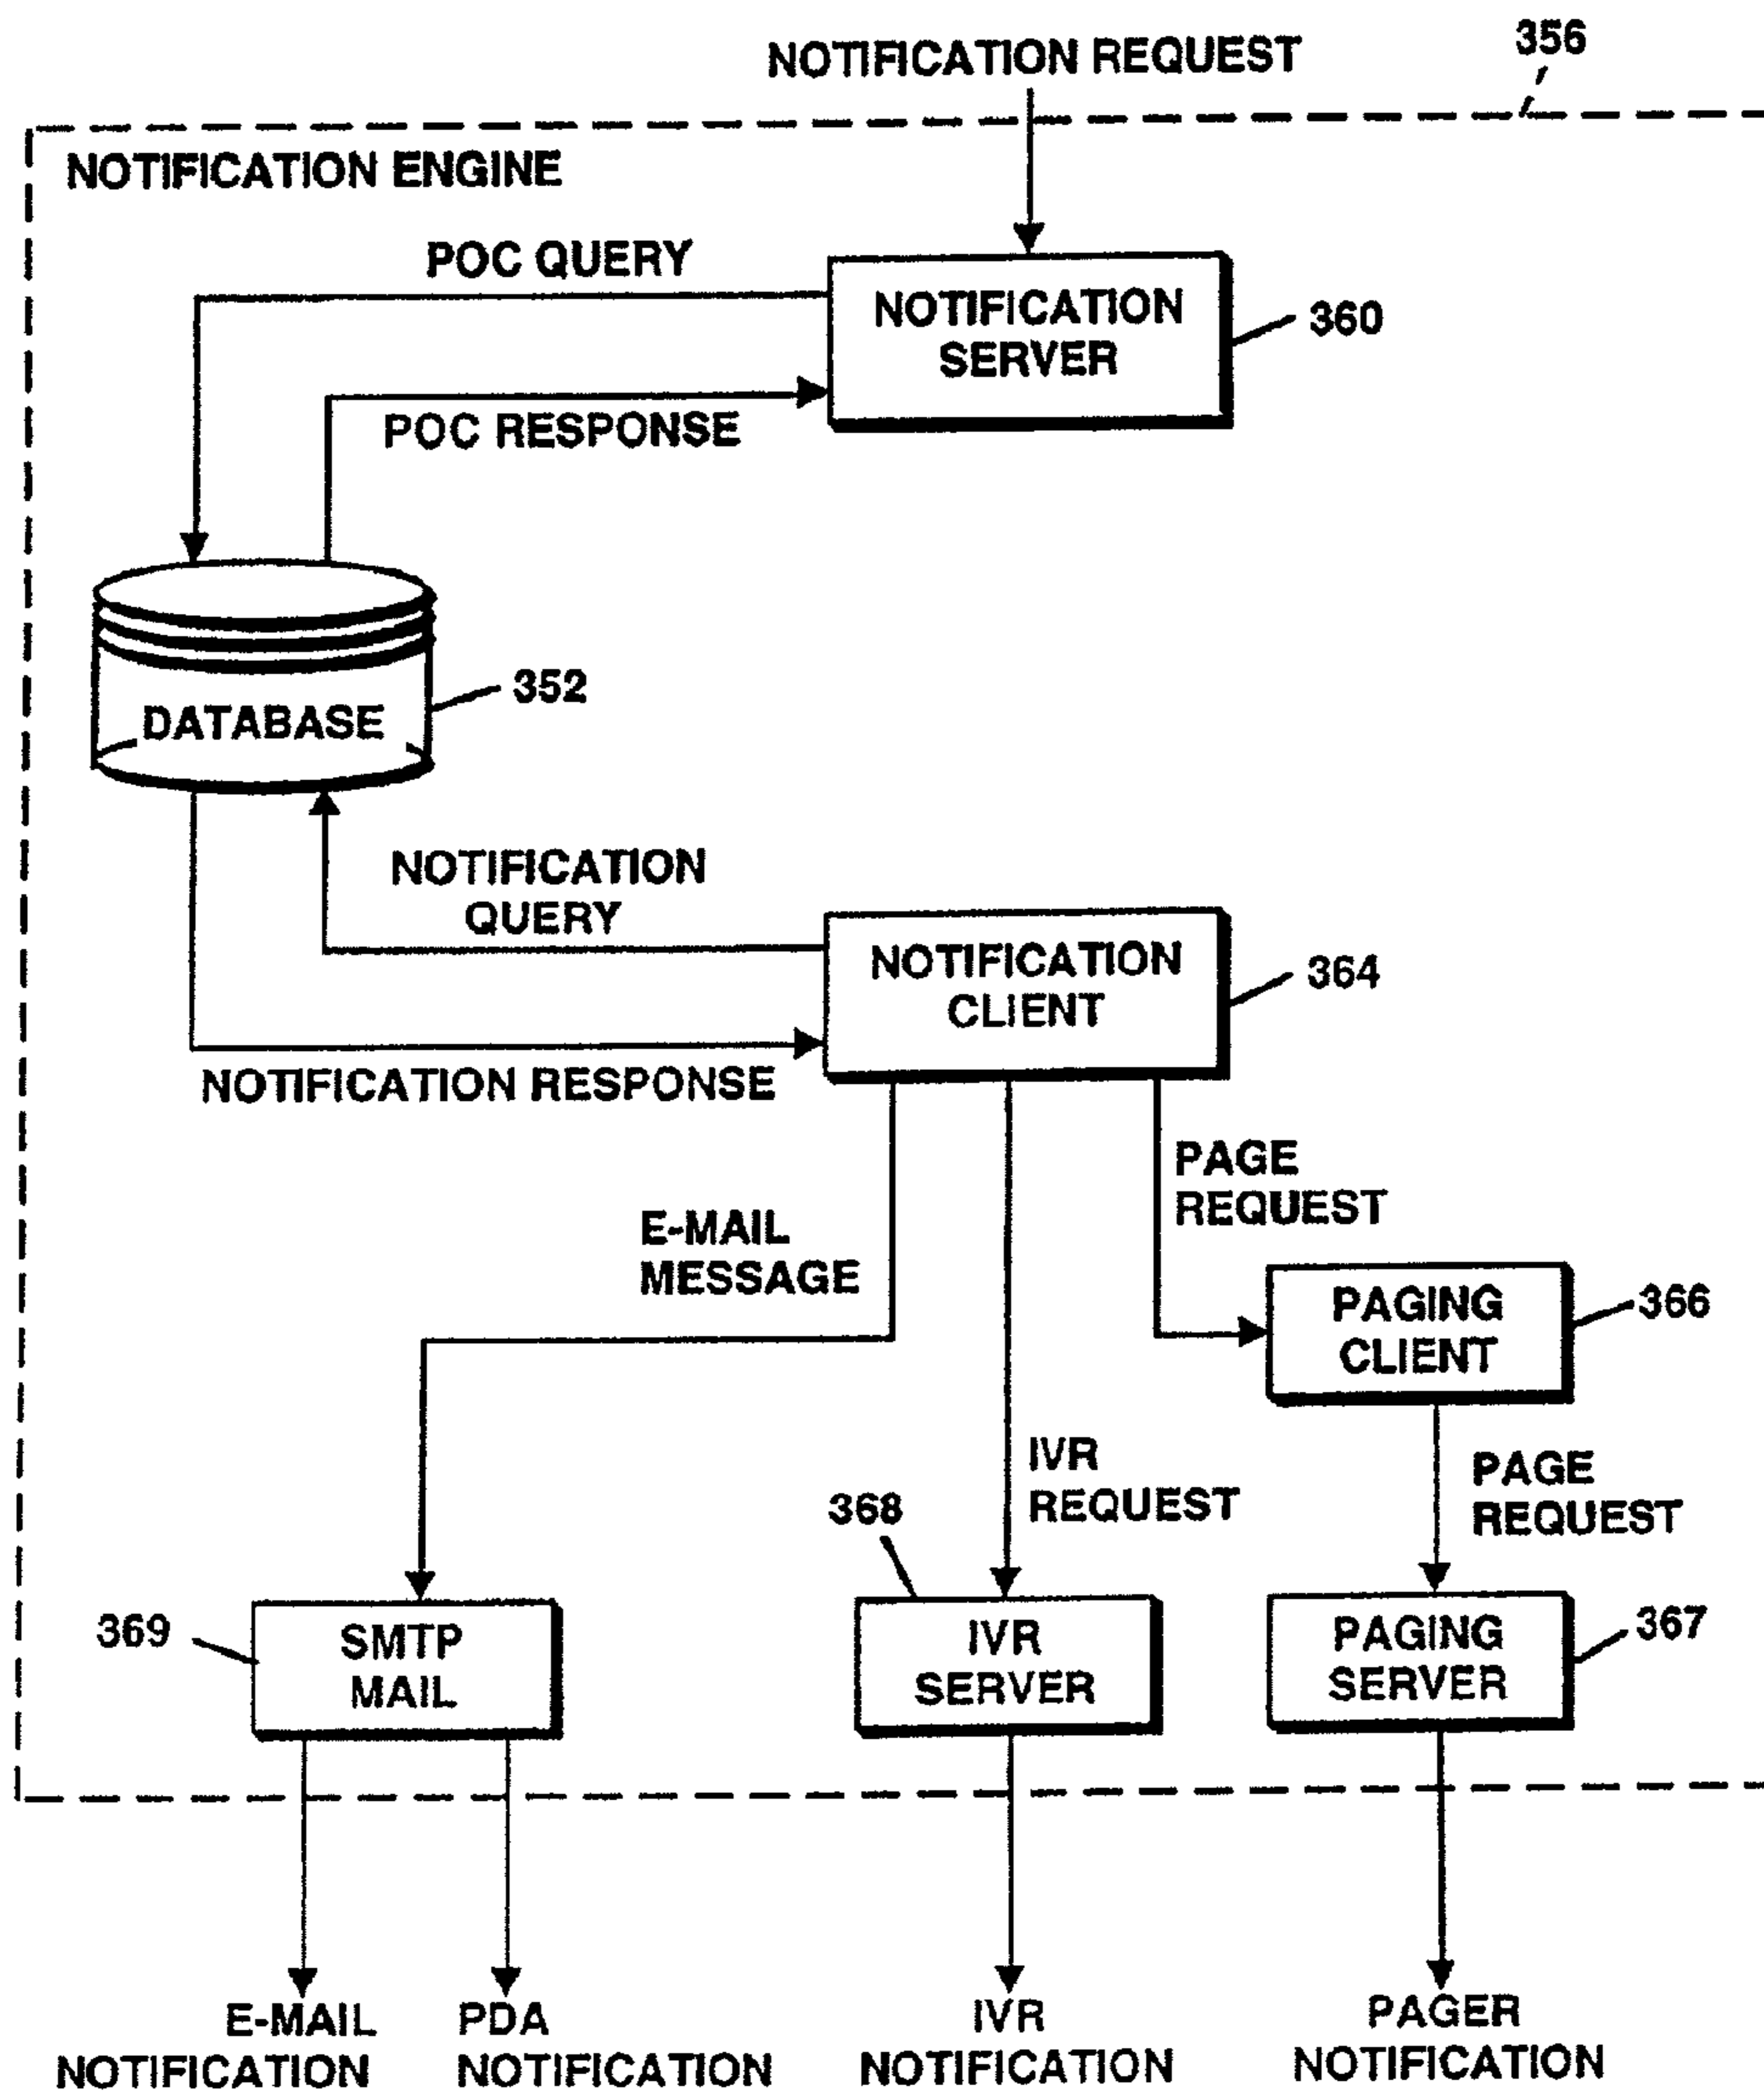 NOTIFICATION REQUEST
356
NOTIFICATION ENGINE
POC QUERY
NOTIFICATION
SERVER
360
POC RESPONSE
352
DATABASE
NOTIFICATION
QUERY
NOTIFICATION
CLIENT
364
NOTIFICATION RESPONSE
PAGE
REQUEST
E-MAIL
MESSAGE
PAGING
CLIENT
366
IVR
REQUEST
PAGE
REQUEST
368
369
SMTP
MAIL
IVR
SERVER
PAGING
SERVER
367
E-MAIL
NOTIFICATION
PDA
NOTIFICATION
IVR
NOTIFICATION
PAGER
NOTIFICATION